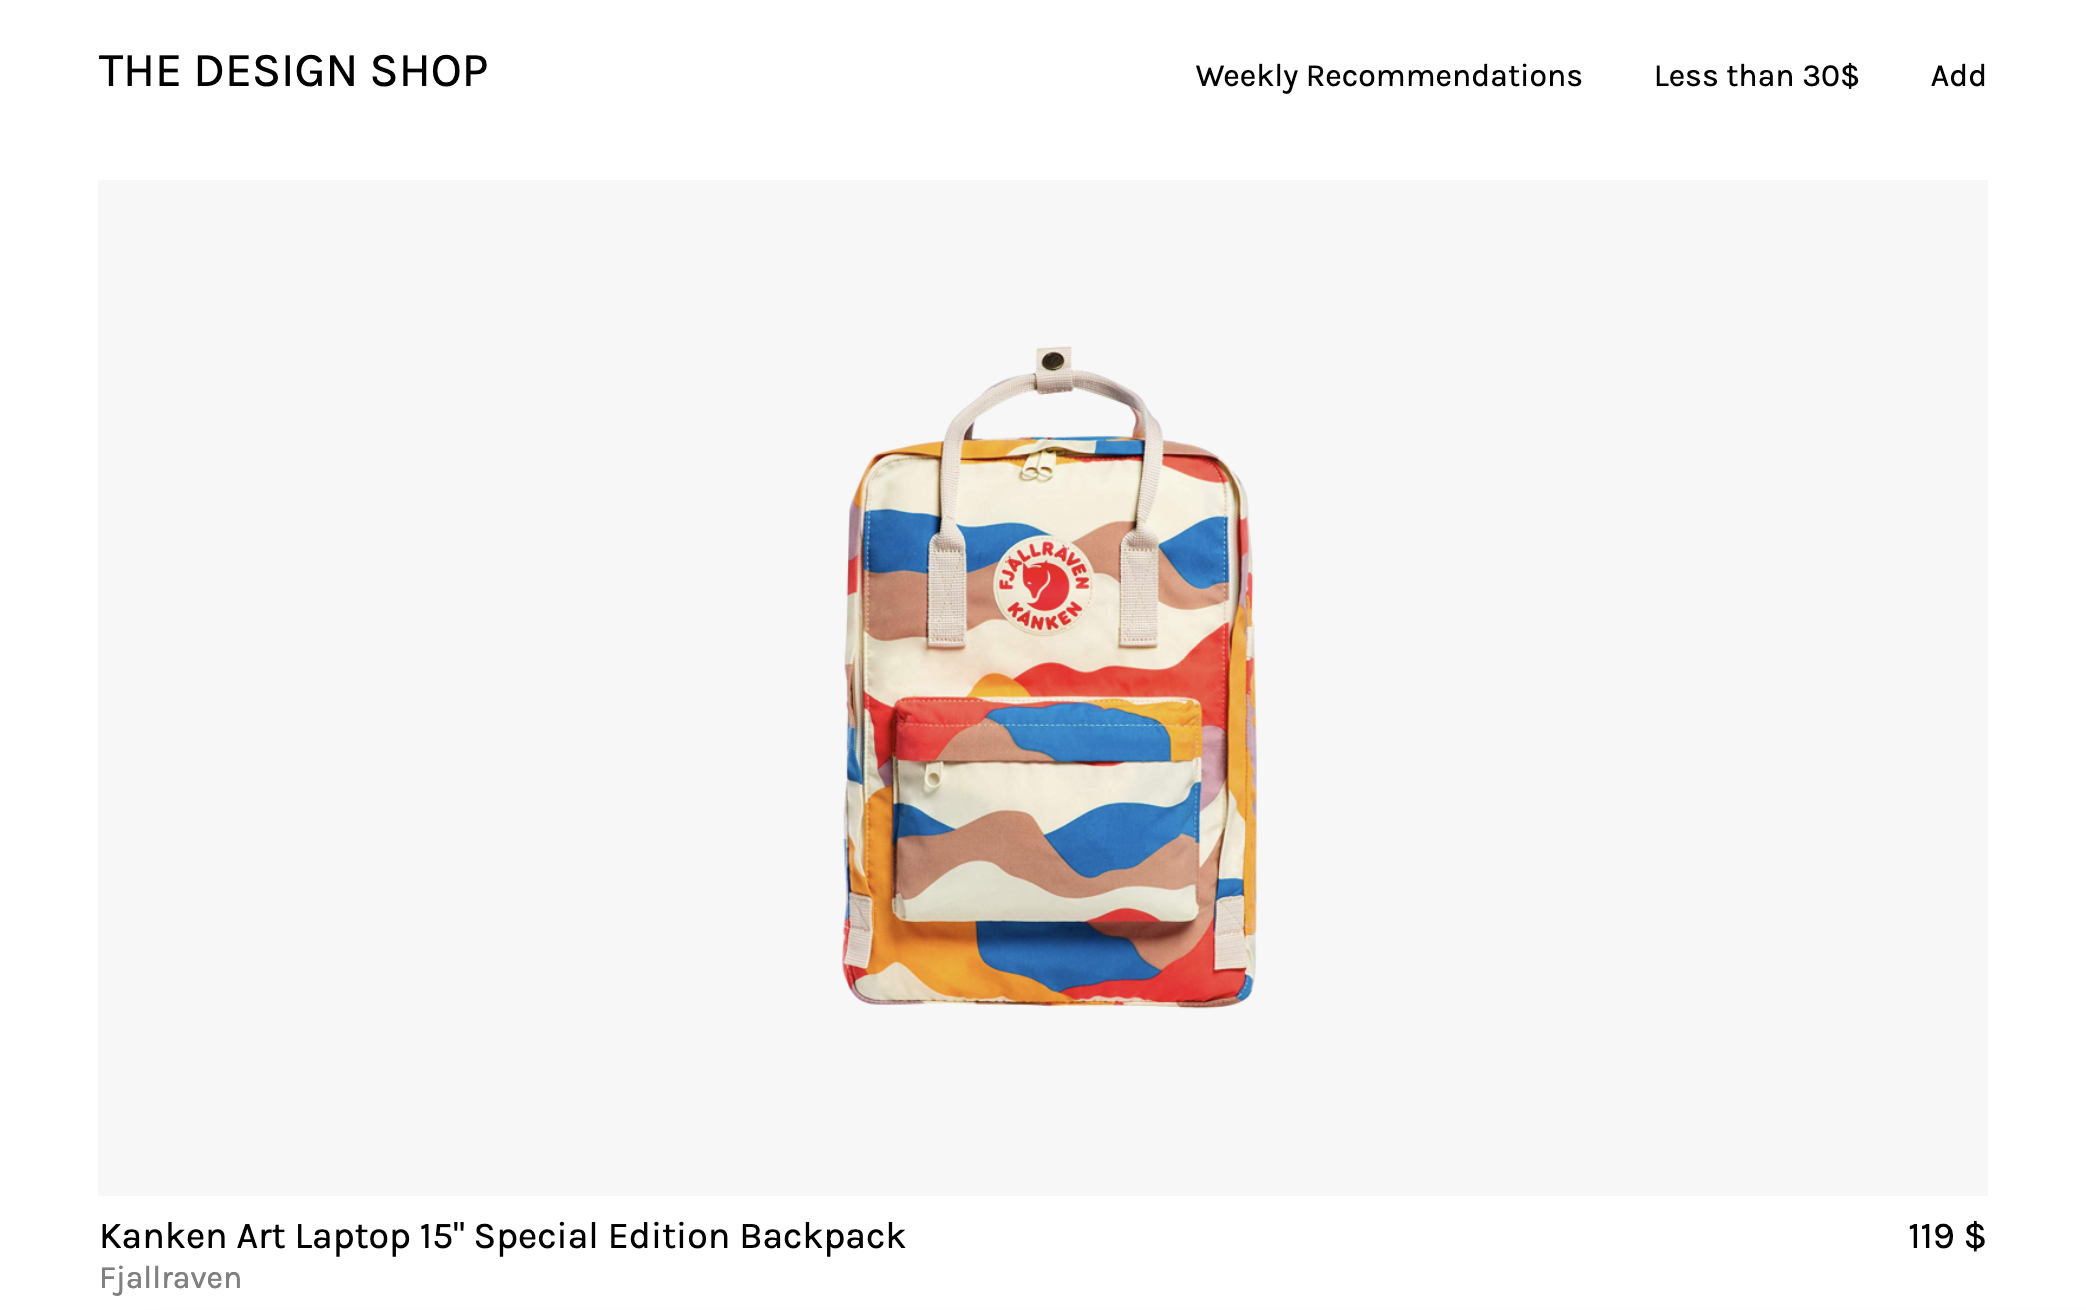 THE DESIGN SHOP
Weekly Recommendations
Less than 30$
Add
FJÄLLRÄVEN
KÅNKEN
Kanken Art Laptop 15" Special Edition Backpack
119 $
Fjallraven